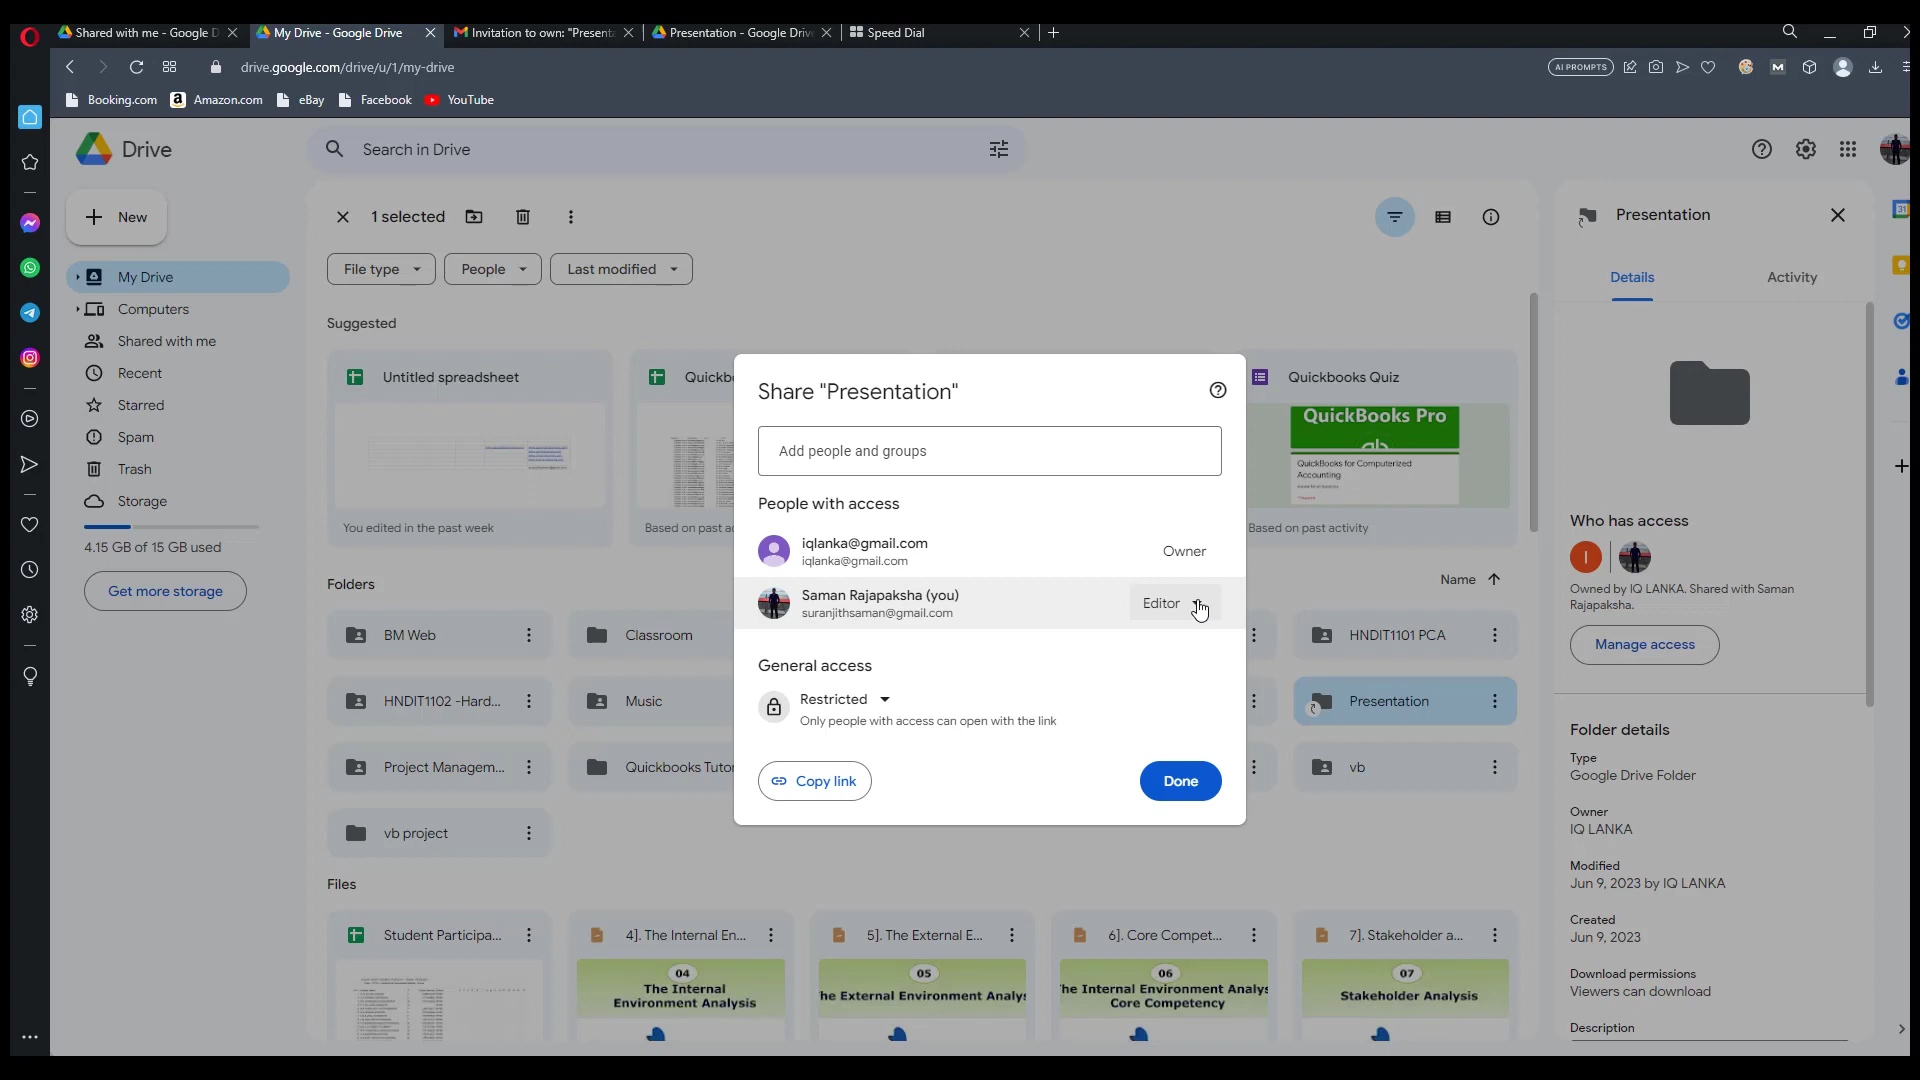 Shared with me - Google D
My Drive - Google Drive
Invitation to own: "Presenta
Presentation - Google Driv
Speed Dial
drive.google.com/drive/u/1/my-drive
AI PROMPTS
Booking.com
Amazon.com
eBay
Facebook
YouTube
Drive
Search in Drive
New
1 selected
Presentation
My Drive
Computers
Shared with me
Recent
Starred
Spam
Trash
Storage
4.15 GB of 15 GB used
Get more storage
File type
People
Last modified
Details
Activity
Suggested
Untitled spreadsheet
Quickb
Quickbooks Quiz
QuickBooks Pro
QuickBooks for Computerized
Accounting
You edited in the past week
Based on past a
Based on past activity
Share "Presentation"
Add people and groups
People with access
iqlanka@gmail.com
iqlanka@gmail.com
Owner
Saman Rajapaksha (you)
suranjithsaman@gmail.com
Editor
General access
Restricted
Only people with access can open with the link
Copy link
Done
Folders
Name
BM Web
Classroom
HNDIT1101 PCA
HNDIT1102 -Hard...
Music
Presentation
Project Managem...
Quickbooks Tutor
vb
vb project
Files
Student Participa...
4]. The Internal En...
5]. The External E...
6]. Core Compet...
7]. Stakeholder a...
04
The Internal
Environment Analysis
05
he External Environment Analys
06
he Internal Environment Analys
Core Competency
07
Stakeholder Analysis
Who has access
I
Owned by IQ LANKA. Shared with Saman
Rajapaksha.
Manage access
Folder details
Type
Google Drive Folder
Owner
IQ LANKA
Modified
Jun 9, 2023 by IQ LANKA
Created
Jun 9, 2023
Download permissions
Viewers can download
Description
31